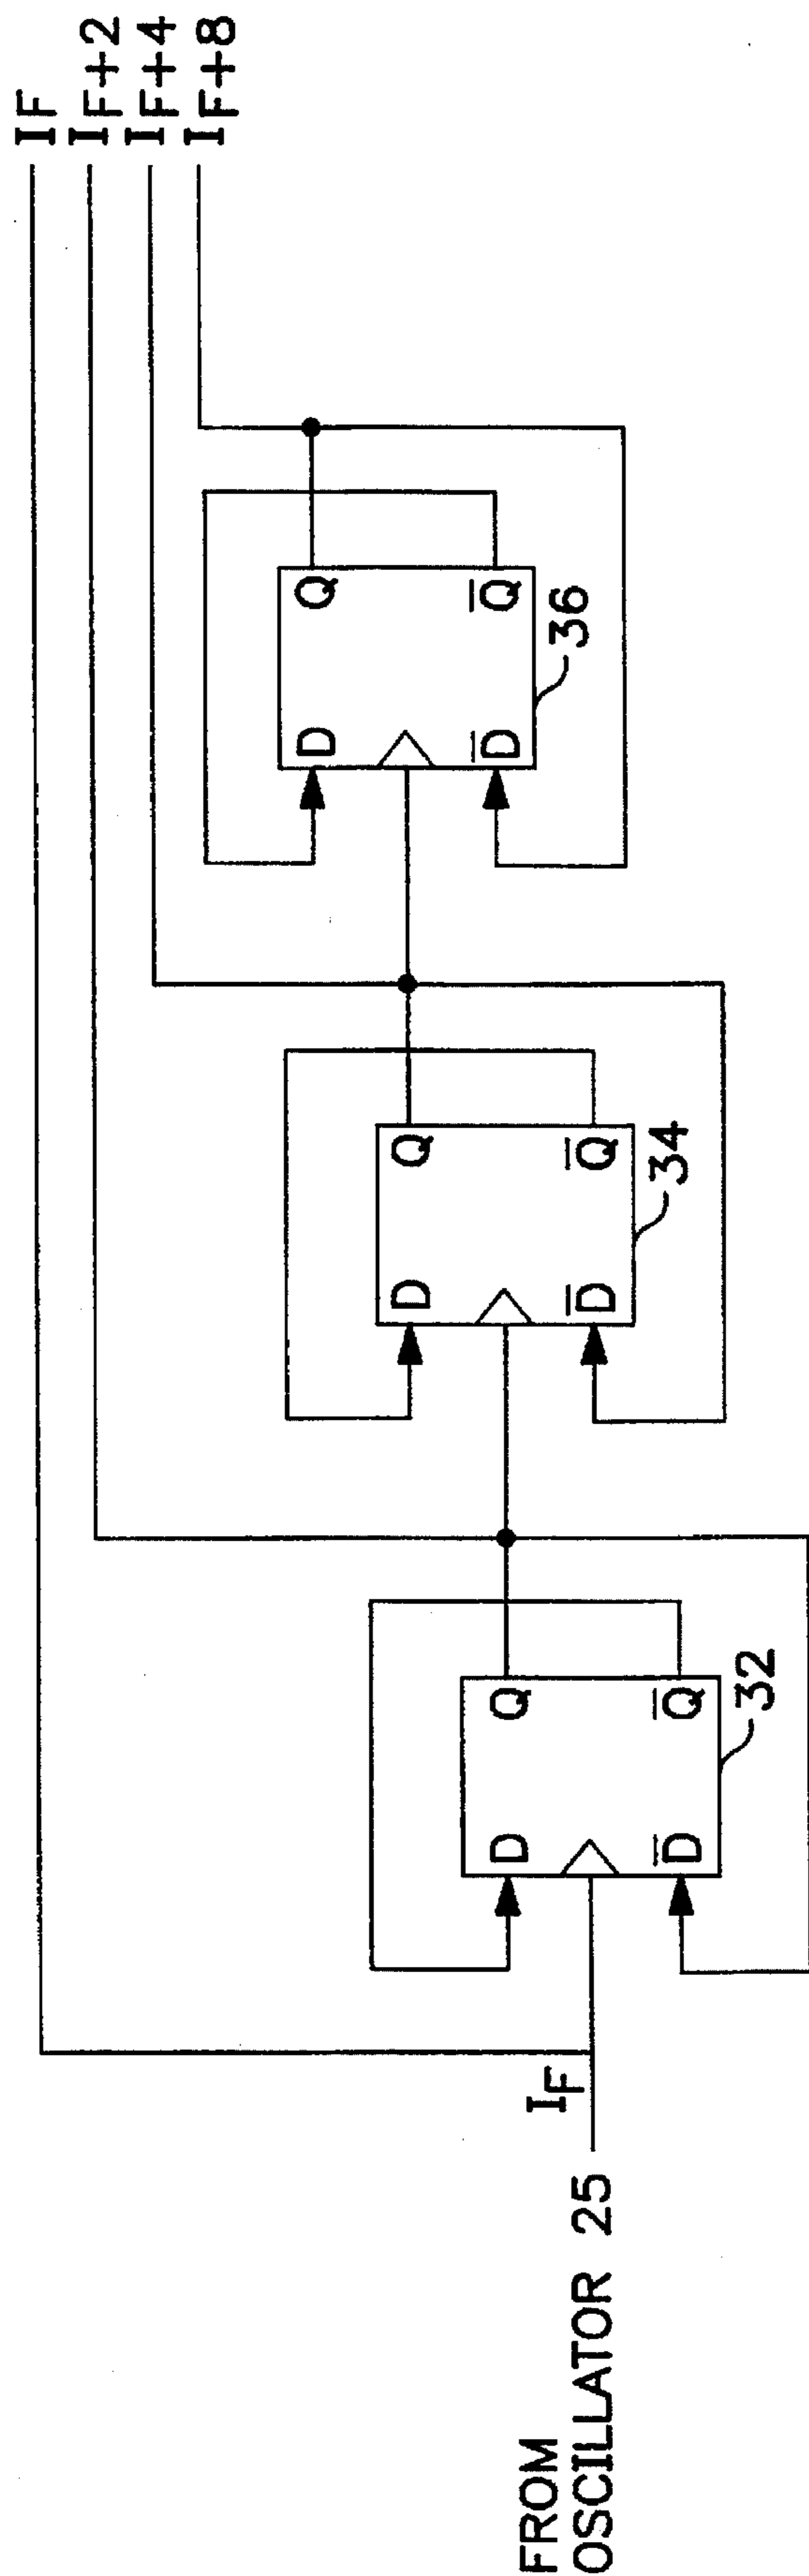 IF
IF+2
IF+4
IF+8
D
Q
D̅
Q̅
36
D
Q
D̅
Q̅
34
D
Q
D̅
Q̅
32
IF
FROM
OSCILLATOR 25